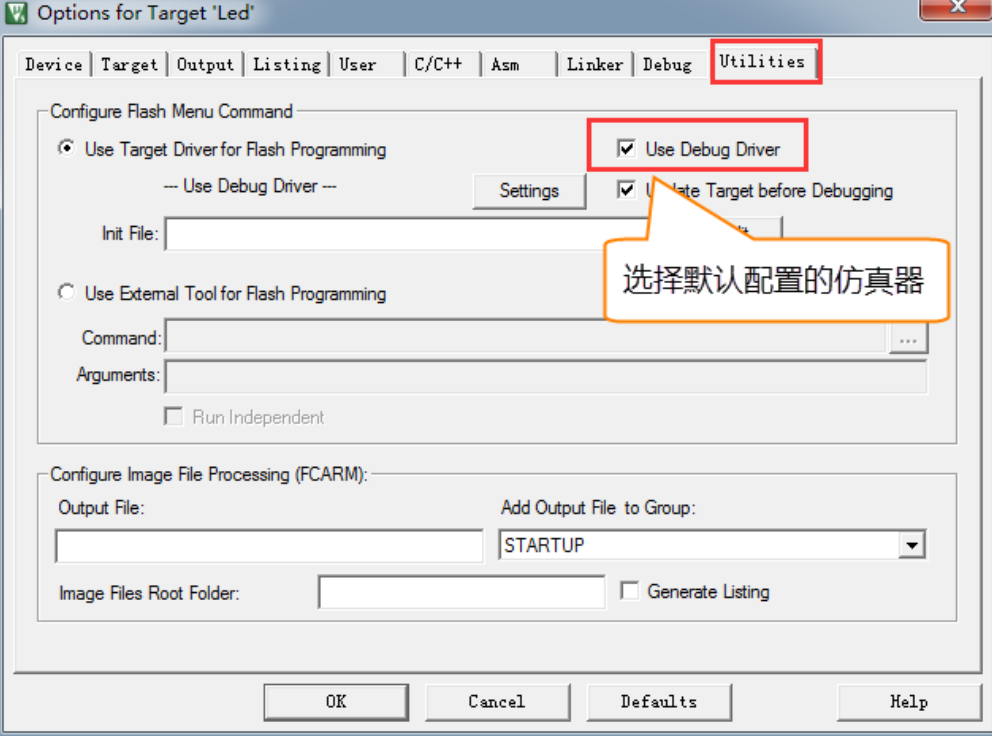 Options for Target 'Led'
Device Target Output Listing User C/C++ Asm Linker Debug Utilities
Configure Flash Menu Command
Use Target Driver for Flash Programming
Use Debug Driver
--- Use Debug Driver ---
Settings
Target before Debugging
Init File:
选择默认配置的仿真器
Use External Tool for Flash Programming
Command:
...
Arguments:
Run Independent
Configure Image File Processing (FCARM):
Output File:
Add Output File to Group:
STARTUP
Image Files Root Folder:
Generate Listing
OK Cancel Defaults Help